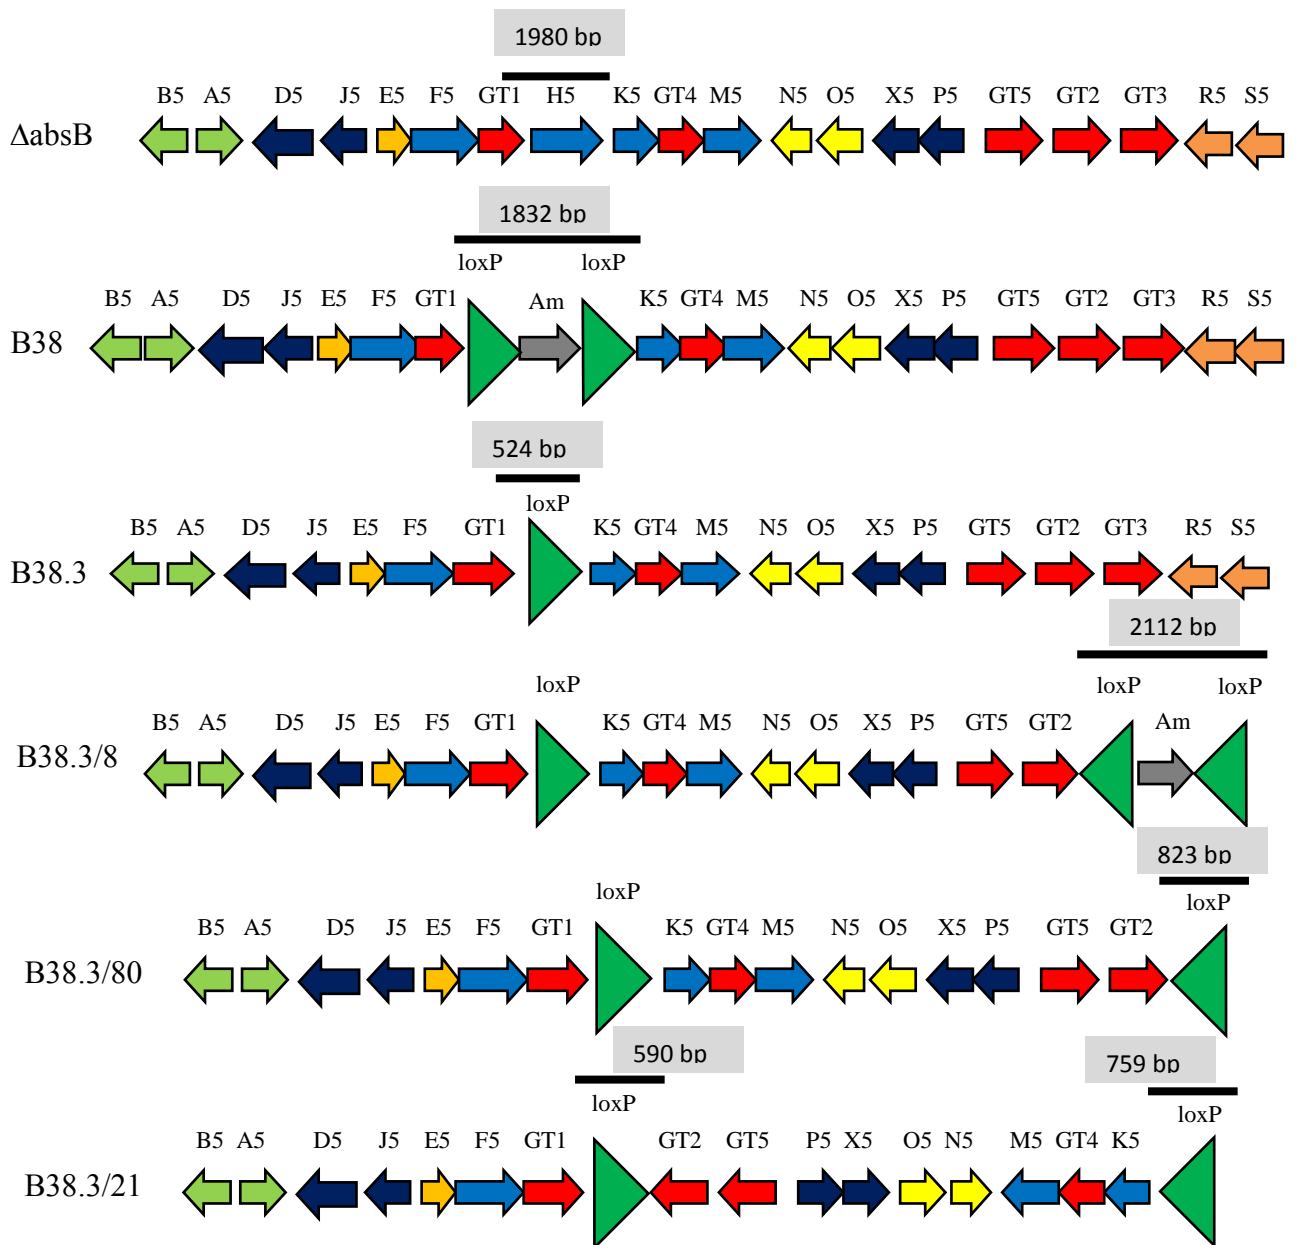 1980 bp
B5 A5 D5 J5 E5 F5 GT1 H5 K5 GT4 M5 N5 O5 X5 P5 GT5 GT2 GT3 R5 S5
ΔabsB
1832 bp
loxP loxP
B5 A5 D5 J5 E5 F5 GT1 Am K5 GT4 M5 N5 O5 X5 P5 GT5 GT2 GT3 R5 S5
B38
524 bp
loxP
B5 A5 D5 J5 E5 F5 GT1 K5 GT4 M5 N5 O5 X5 P5 GT5 GT2 GT3 R5 S5
B38.3
2112 bp
loxP loxP loxP
B5 A5 D5 J5 E5 F5 GT1 K5 GT4 M5 N5 O5 X5 P5 GT5 GT2 Am
B38.3/8
823 bp
loxP loxP
B5 A5 D5 J5 E5 F5 GT1 K5 GT4 M5 N5 O5 X5 P5 GT5 GT2
B38.3/80
590 bp 759 bp
loxP loxP
B5 A5 D5 J5 E5 F5 GT1 GT2 GT5 P5 X5 O5 N5 M5 GT4 K5
B38.3/21